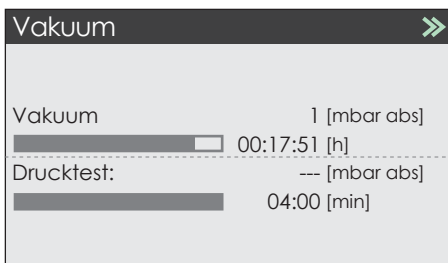 Vakuum
Vakuum 1 [mbar abs]
00:17:51 [h]
Drucktest: --- [mbar abs]
04:00 [min]